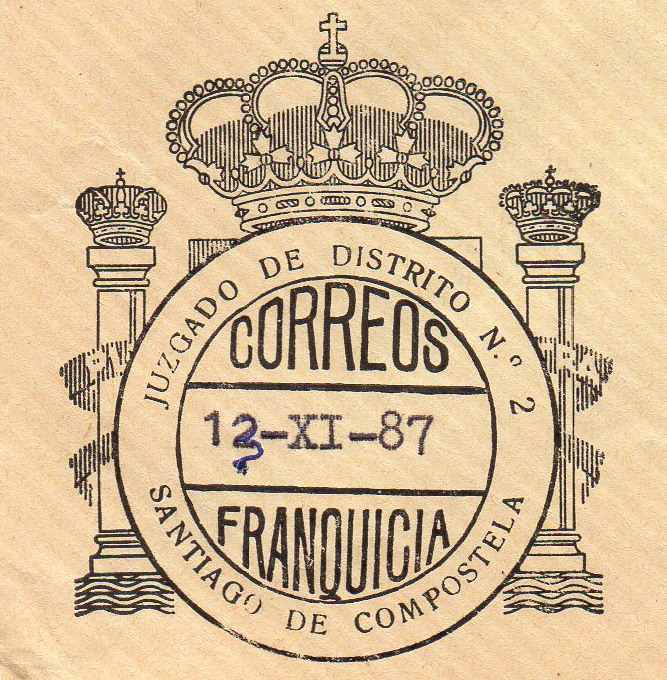 JUZGADO DE DISTRITO N.º 2
CORREOS
12-XI-87
FRANQUICIA
SANTIAGO DE COMPOSTELA